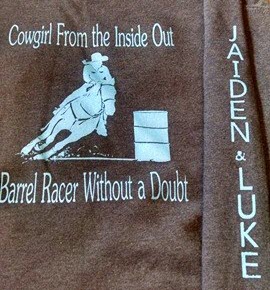 Cowgirl From the Inside Out
Barrel Racer Without a Doubt
JAIDEN & LUKE